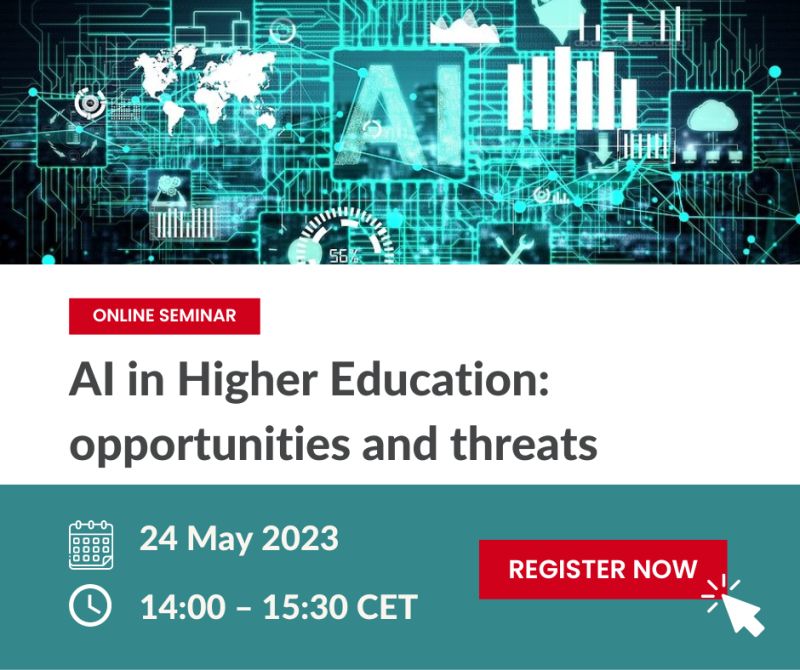 AI
56%
ONLINE SEMINAR
AI in Higher Education:
opportunities and threats
24 May 2023
14:00 – 15:30 CET
REGISTER NOW